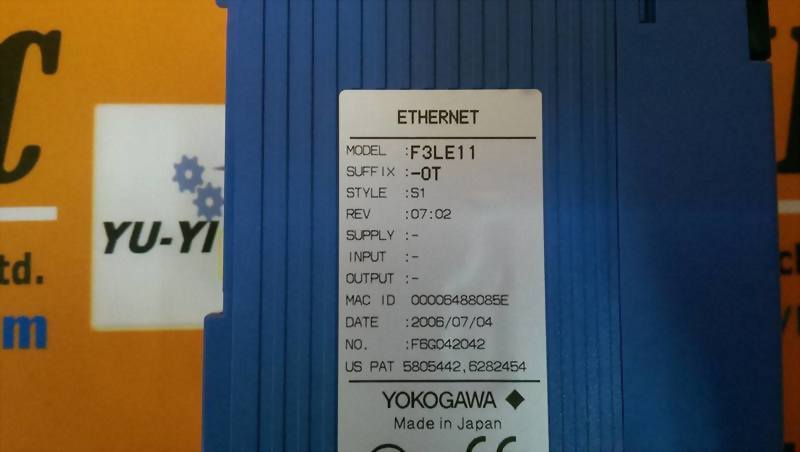 ETHERNET
MODEL :F3LE11
SUFFIX :-0T
STYLE :S1
REV :07:02
SUPPLY :-
INPUT :-
OUTPUT :-
MAC ID 00006488085E
DATE :2006/07/04
NO. :F6G042042
US PAT 5805442,6282454
YOKOGAWA
Made in Japan
YU-YI
td.
m